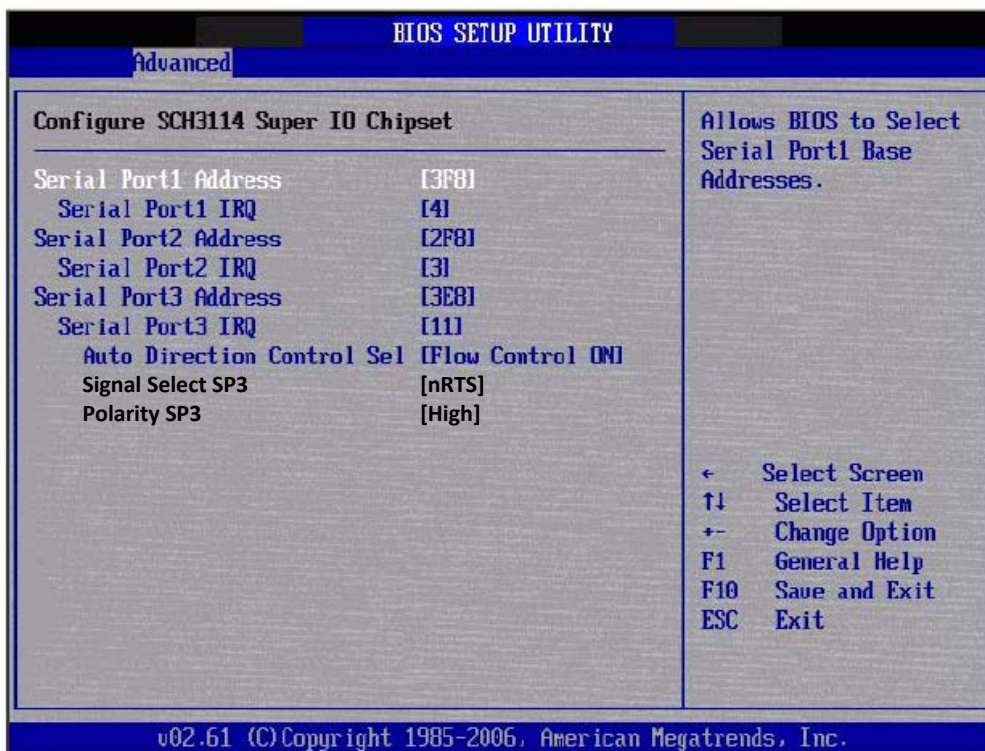 BIOS SETUP UTILITY
Advanced
Configure SCH3114 Super IO Chipset
Serial Port1 Address [3F8]
Serial Port1 IRQ [4]
Serial Port2 Address [2F8]
Serial Port2 IRQ [3]
Serial Port3 Address [3E8]
Serial Port3 IRQ [11]
Auto Direction Control Sel [Flow Control ON]
Signal Select SP3 [nRTS]
Polarity SP3 [High]
Allows BIOS to Select
Serial Port1 Base
Addresses.
← Select Screen
↑↓ Select Item
+- Change Option
F1 General Help
F10 Save and Exit
ESC Exit
v02.61 (C)Copyright 1985-2006, American Megatrends, Inc.